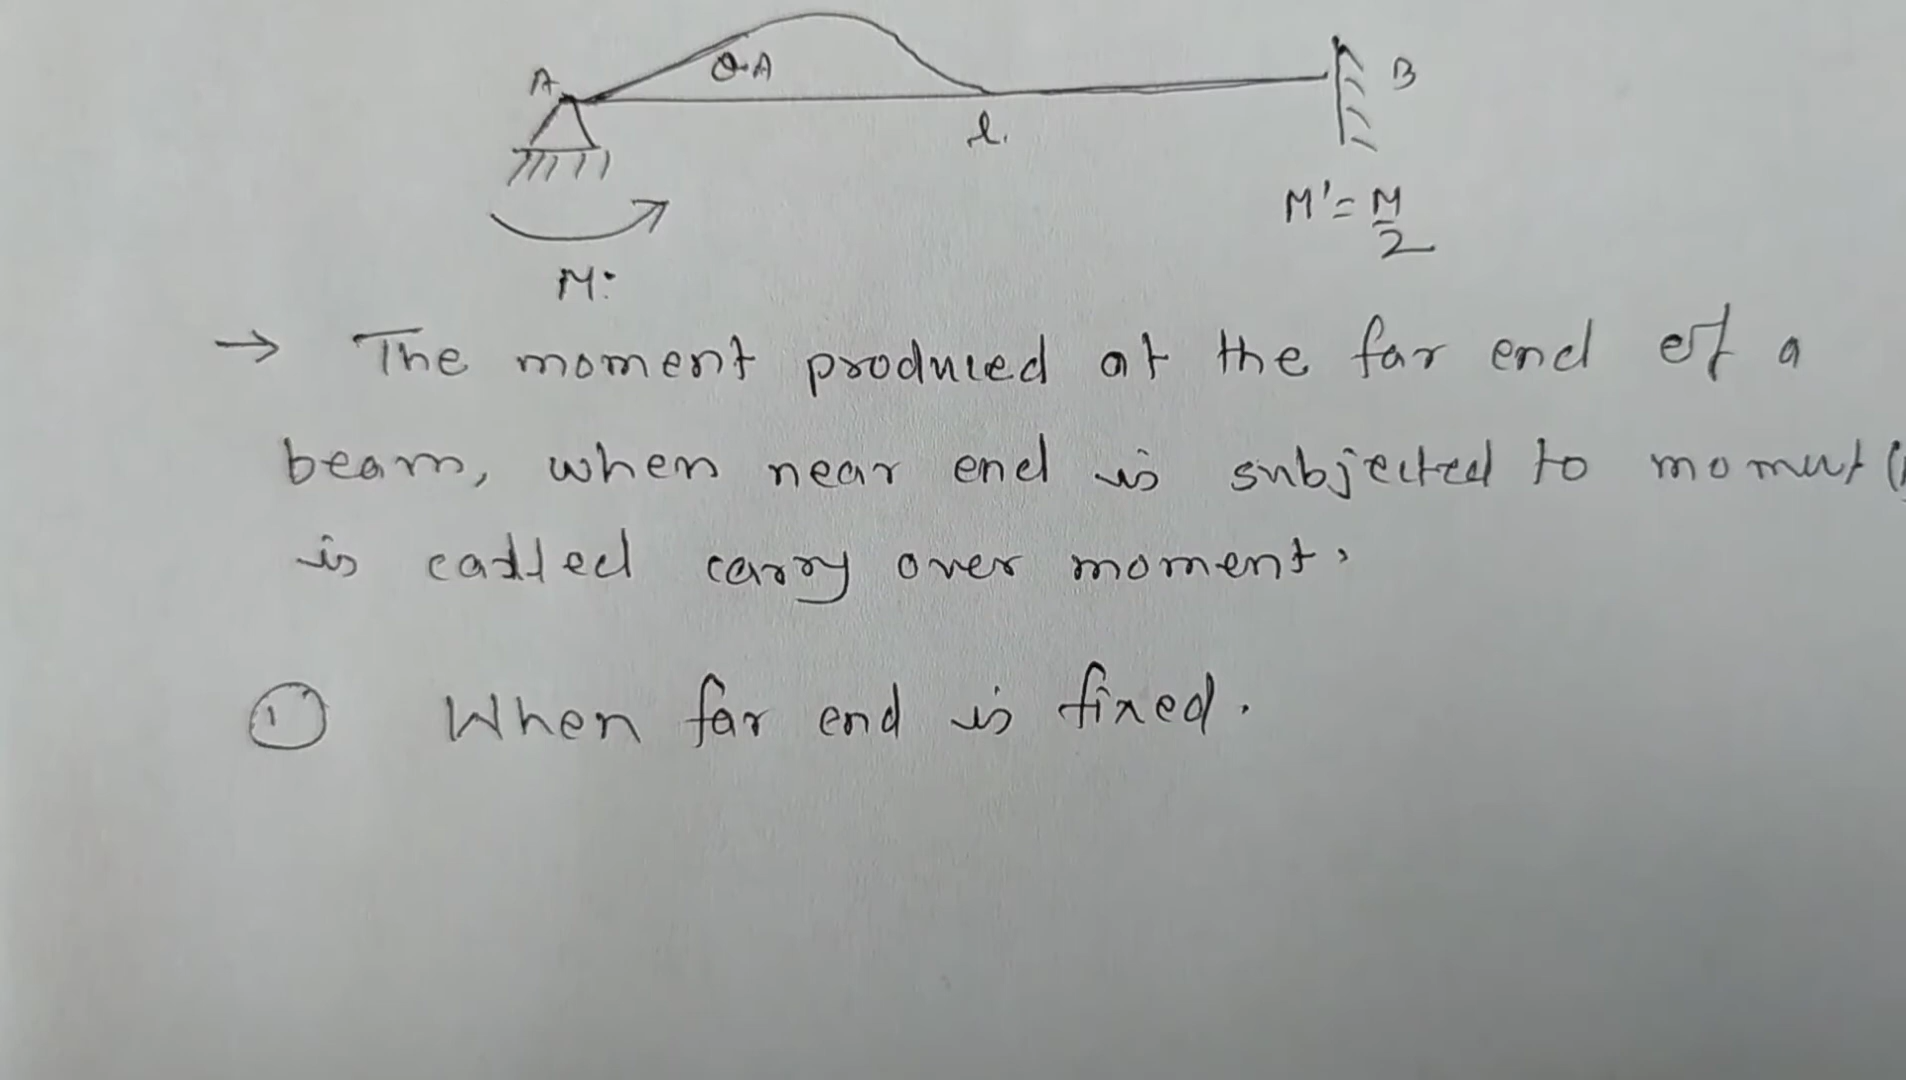 A
θA
B
l.
M' = M/2
M:
→ The moment produced at the far end of a
beam, when near end is subjected to moment (
is called carry over moment.
① When far end is fixed.